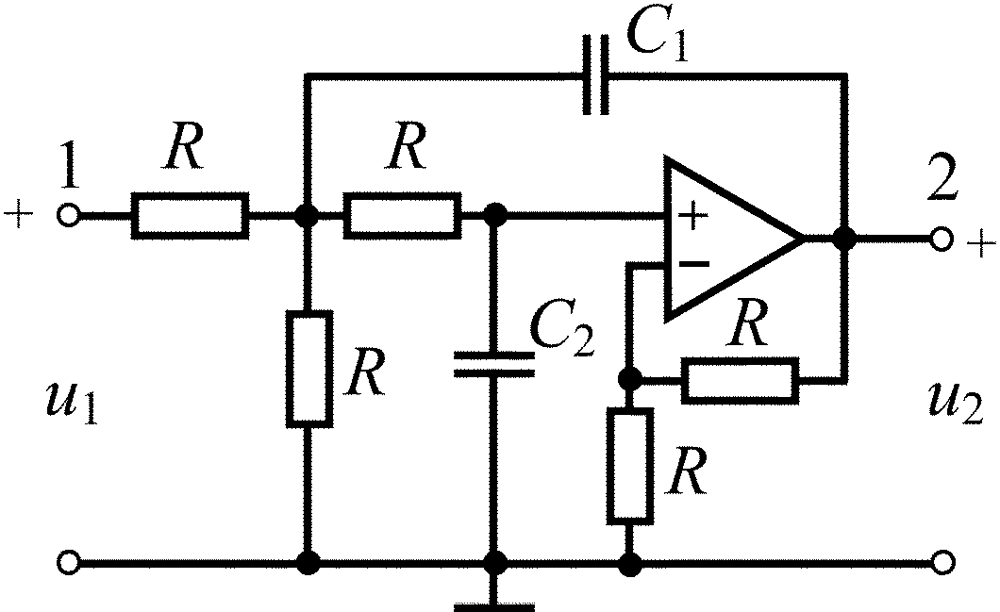 C₁
1 R R 2
+ + +
−
C₂ R
R
u₁ u₂
R